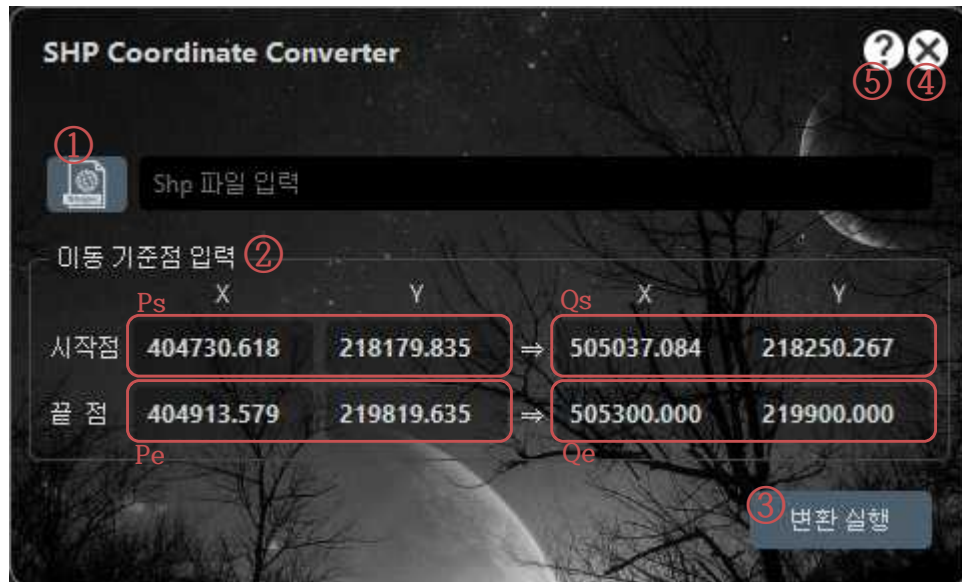 SHP Coordinate Converter
⑤ ④
①
Shp 파일 입력
이동 기준점 입력 ②
Ps X Y Qs X Y
시작점 404730.618 218179.835 ⇒ 505037.084 218250.267
끝 점 404913.579 219819.635 ⇒ 505300.000 219900.000
Pe Qe
③ 변환 실행